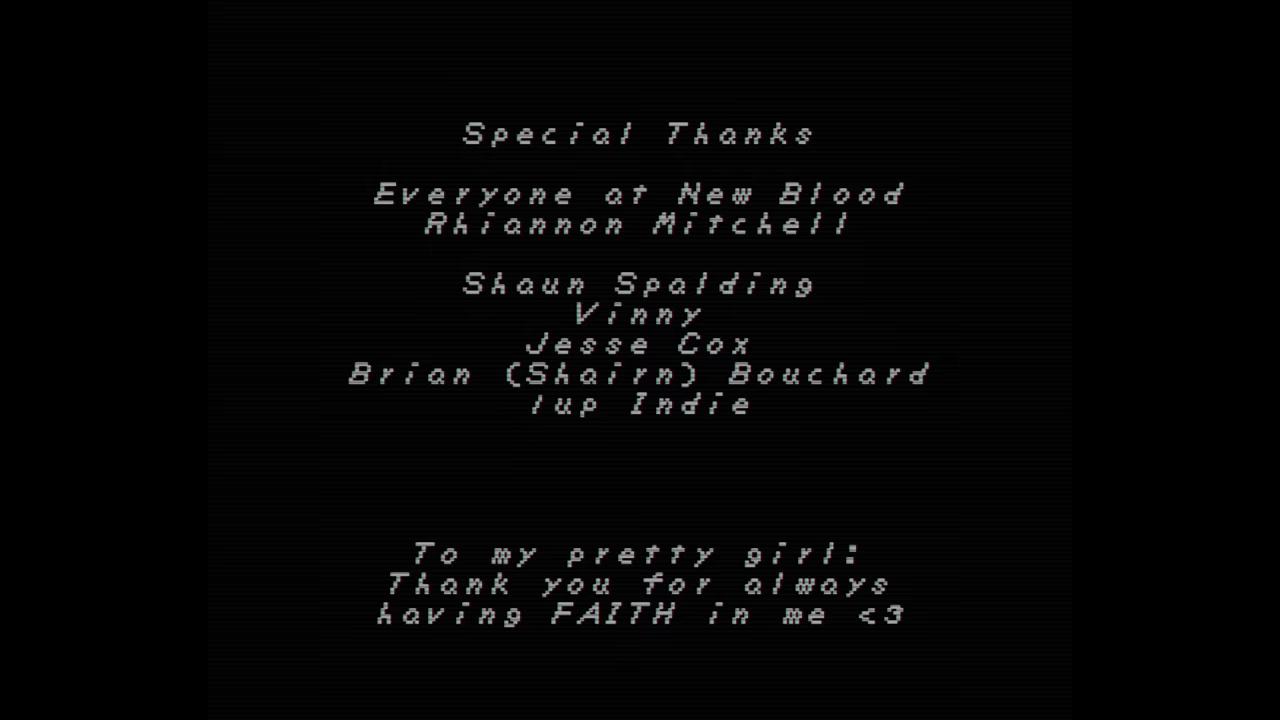 Special Thanks
Everyone at New Blood
Rhiannon Mitchell
Shaun Spalding
Vinny
Jesse Cox
Brian (Shairn) Bouchard
1up Indie
To my pretty girl:
Thank you for always
having FAITH in me <3